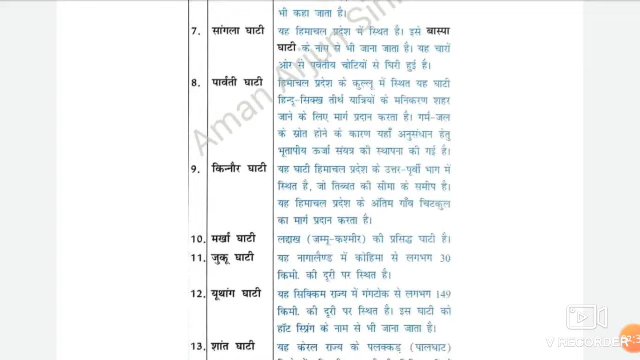 भी कहा जाता है।
7. सांगला घाटी यह हिमाचल प्रदेश में स्थित है। इसे बास्पा
घाटी के नाम से भी जाना जाता है। यह चारों
ओर से पर्वतीय चोटियों से घिरी हुई है।
8. पार्वती घाटी हिमाचल प्रदेश के कुल्लू में स्थित यह घाटी
हिन्दू-सिक्ख तीर्थ यात्रियों के मनिकरण शहर
जाने के लिए मार्ग प्रदान करता है। गर्म-जल
के स्रोत होने के कारण यहाँ अनुसंधान हेतु
भूतापीय ऊर्जा संयत्र की स्थापना की गई है।
9. किन्नौर घाटी यह घाटी हिमाचल प्रदेश के उत्तर-पूर्वी भाग में
स्थित है, जो तिब्बत की सीमा के समीप है।
यह हिमाचल प्रदेश के अंतिम गाँव चिटकुल
का मार्ग प्रदान करता है।
10. मर्खा घाटी लद्दाख (जम्मू-कश्मीर) की प्रसिद्ध घाटी है।
11. जुकू घाटी यह नागालैण्ड में कोहिमा से लगभग 30
किमी. की दूरी पर स्थित है।
12. यूथांग घाटी यह सिक्किम राज्य में गंगटोक से लगभग 149
किमी. की दूरी पर स्थित है। इस घाटी को
हॉट स्प्रिंग के नाम से भी जाना जाता है।
13. शांत घाटी यह केरल राज्य के पलक्कड़ (पालघाट)
Aman Arjun
V RECORDER